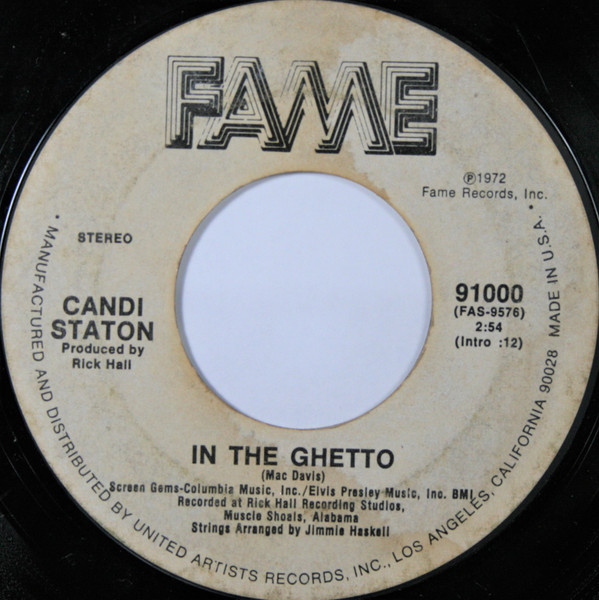 FAME
℗1972
Fame Records, Inc.
STEREO
CANDI
STATON
Produced by
Rick Hall
91000
(FAS-9576)
2:54
(Intro :12)
IN THE GHETTO
(Mac Davis)
Screen Gems-Columbia Music, Inc./Elvis Presley Music, Inc. BMI
Recorded at Rick Hall Recording Studios,
Muscle Shoals, Alabama
Strings Arranged by Jimmie Haskell
• MANUFACTURED AND DISTRIBUTED BY UNITED ARTISTS RECORDS, INC., LOS ANGELES, CALIFORNIA 90028 MADE IN U.S.A. •